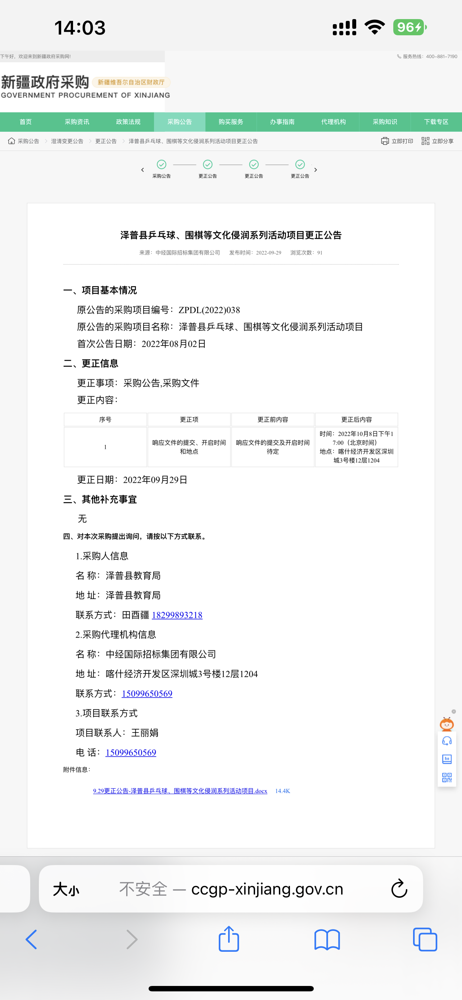 14:03
96
下午好，欢迎来到新疆政府采购网!
服务热线：400-881-7190
新疆政府采购 新疆维吾尔自治区财政厅
GOVERNMENT PROCUREMENT OF XINJIANG
首页 采购资讯 政策法规 采购公告 购买服务 办事指南 代理机构 采购知识 下载专区
采购公告 > 澄清变更公告 > 更正公告 > 泽普县乒乓球、围棋等文化侵润系列活动项目更正公告 立即打印 立即分享
采购公告 更正公告 更正公告 更正公告
泽普县乒乓球、围棋等文化侵润系列活动项目更正公告
来源：中经国际招标集团有限公司 发布时间：2022-09-29 浏览次数：91
一、项目基本情况
原公告的采购项目编号：ZPDL(2022)038
原公告的采购项目名称：泽普县乒乓球、围棋等文化侵润系列活动项目
首次公告日期：2022年08月02日
二、更正信息
更正事项：采购公告,采购文件
更正内容：
序号 更正项 更正前内容 更正后内容
1
响应文件的提交、开启时间
和地点
响应文件的提交及开启时间
待定
时间：2022年10月8日下午1
7:00（北京时间）
地点：喀什经济开发区深圳
城3号楼12层1204
更正日期：2022年09月29日
三、其他补充事宜
无
四、对本次采购提出询问，请按以下方式联系。
1.采购人信息
名 称：泽普县教育局
地 址：泽普县教育局
联系方式：田酉疆 18299893218
2.采购代理机构信息
名 称：中经国际招标集团有限公司
地 址：喀什经济开发区深圳城3号楼12层1204
联系方式：15099650569
3.项目联系方式
项目联系人：王丽娟
电 话：15099650569
附件信息：
9.29更正公告-泽普县乒乓球、围棋等文化侵润系列活动项目.docx 14.4K
大小 不安全 — ccgp-xinjiang.gov.cn